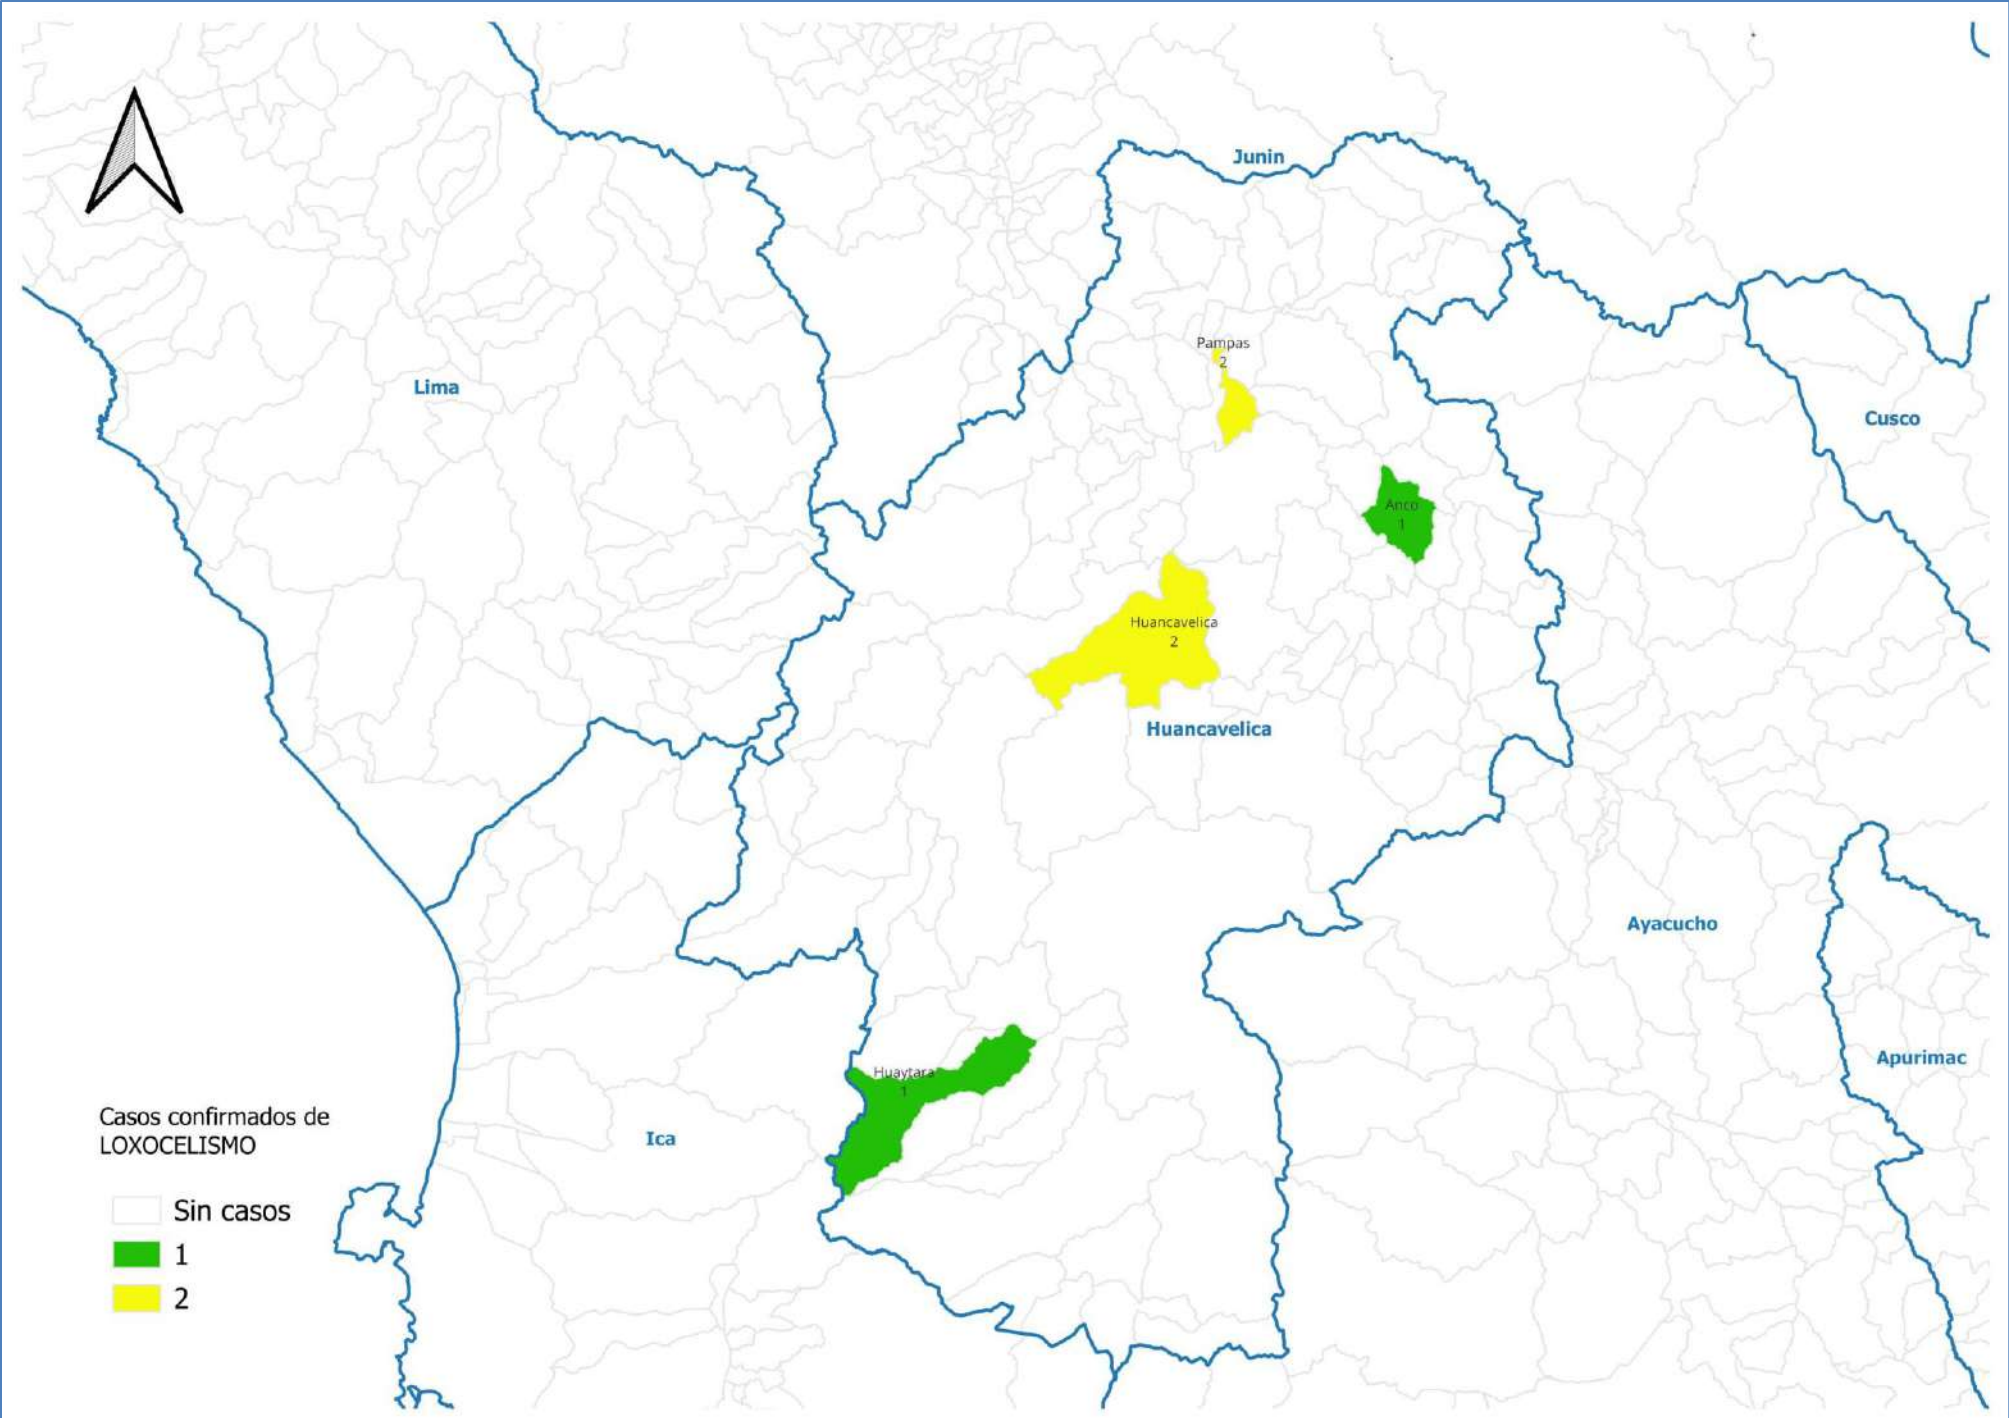 Junin
Pampas
2
Lima
Cusco
Anco
1
Huancavelica
2
Huancavelica
Ayacucho
Apurimac
Huaytara
1
Ica
Casos confirmados de
LOXOCELISMO
Sin casos
1
2